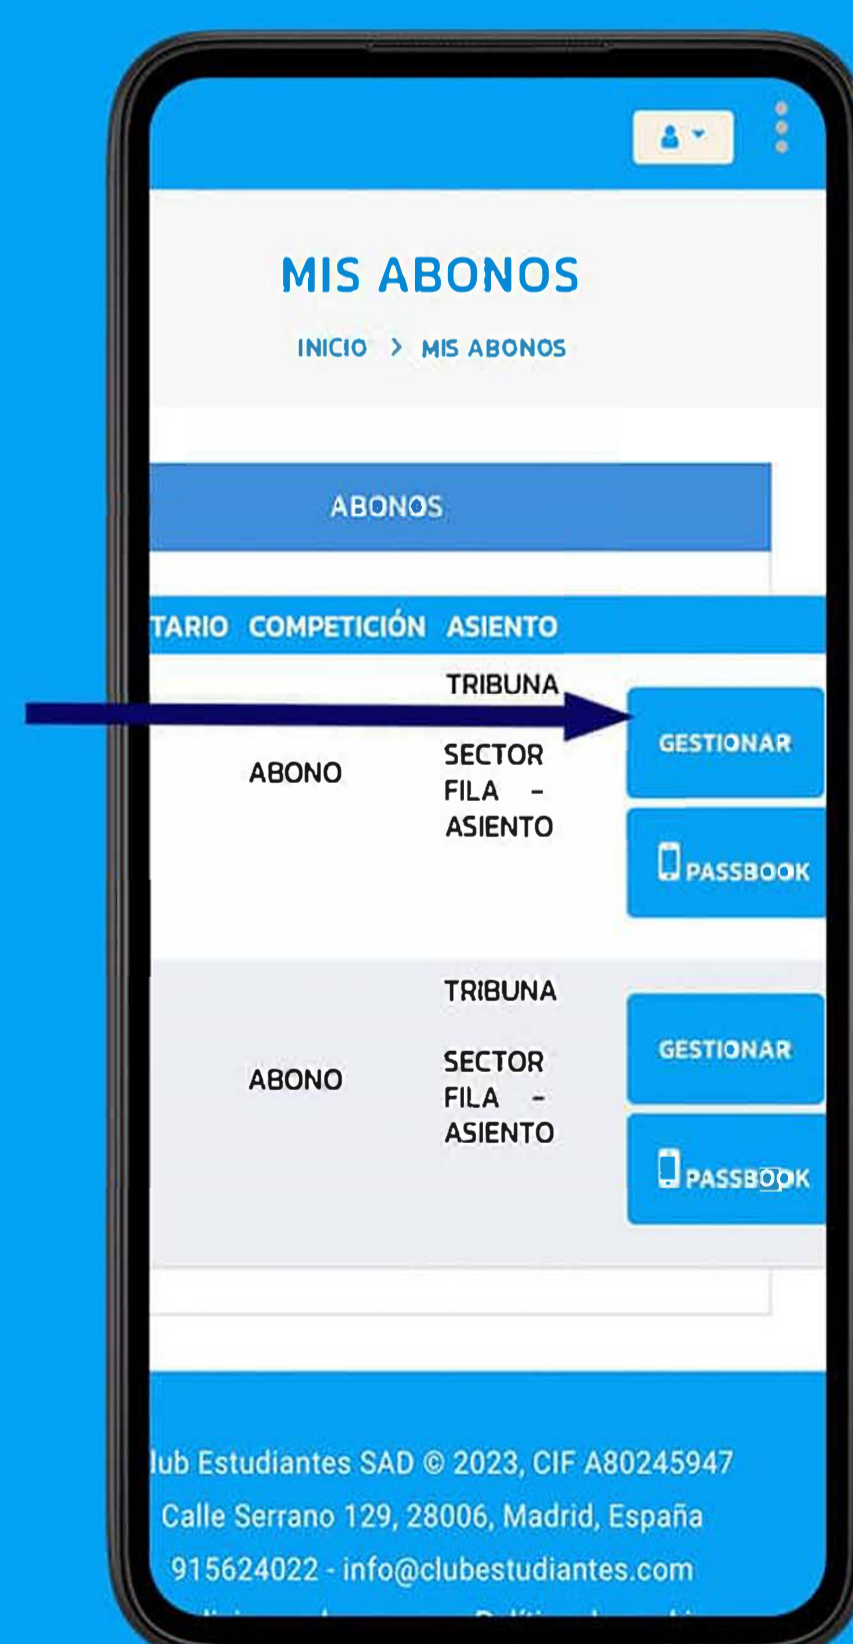 MIS ABONOS
INICIO > MIS ABONOS
ABONOS
TARIO COMPETICIÓN ASIENTO
TRIBUNA
GESTIONAR
SECTOR
ABONO
FILA -
ASIENTO
PASSBOOK
TRIBUNA
GESTIONAR
SECTOR
ABONO
FILA -
ASIENTO
PASSBOOK
lub Estudiantes SAD © 2023, CIF A80245947
Calle Serrano 129, 28006, Madrid, España
915624022 - info@clubestudiantes.com